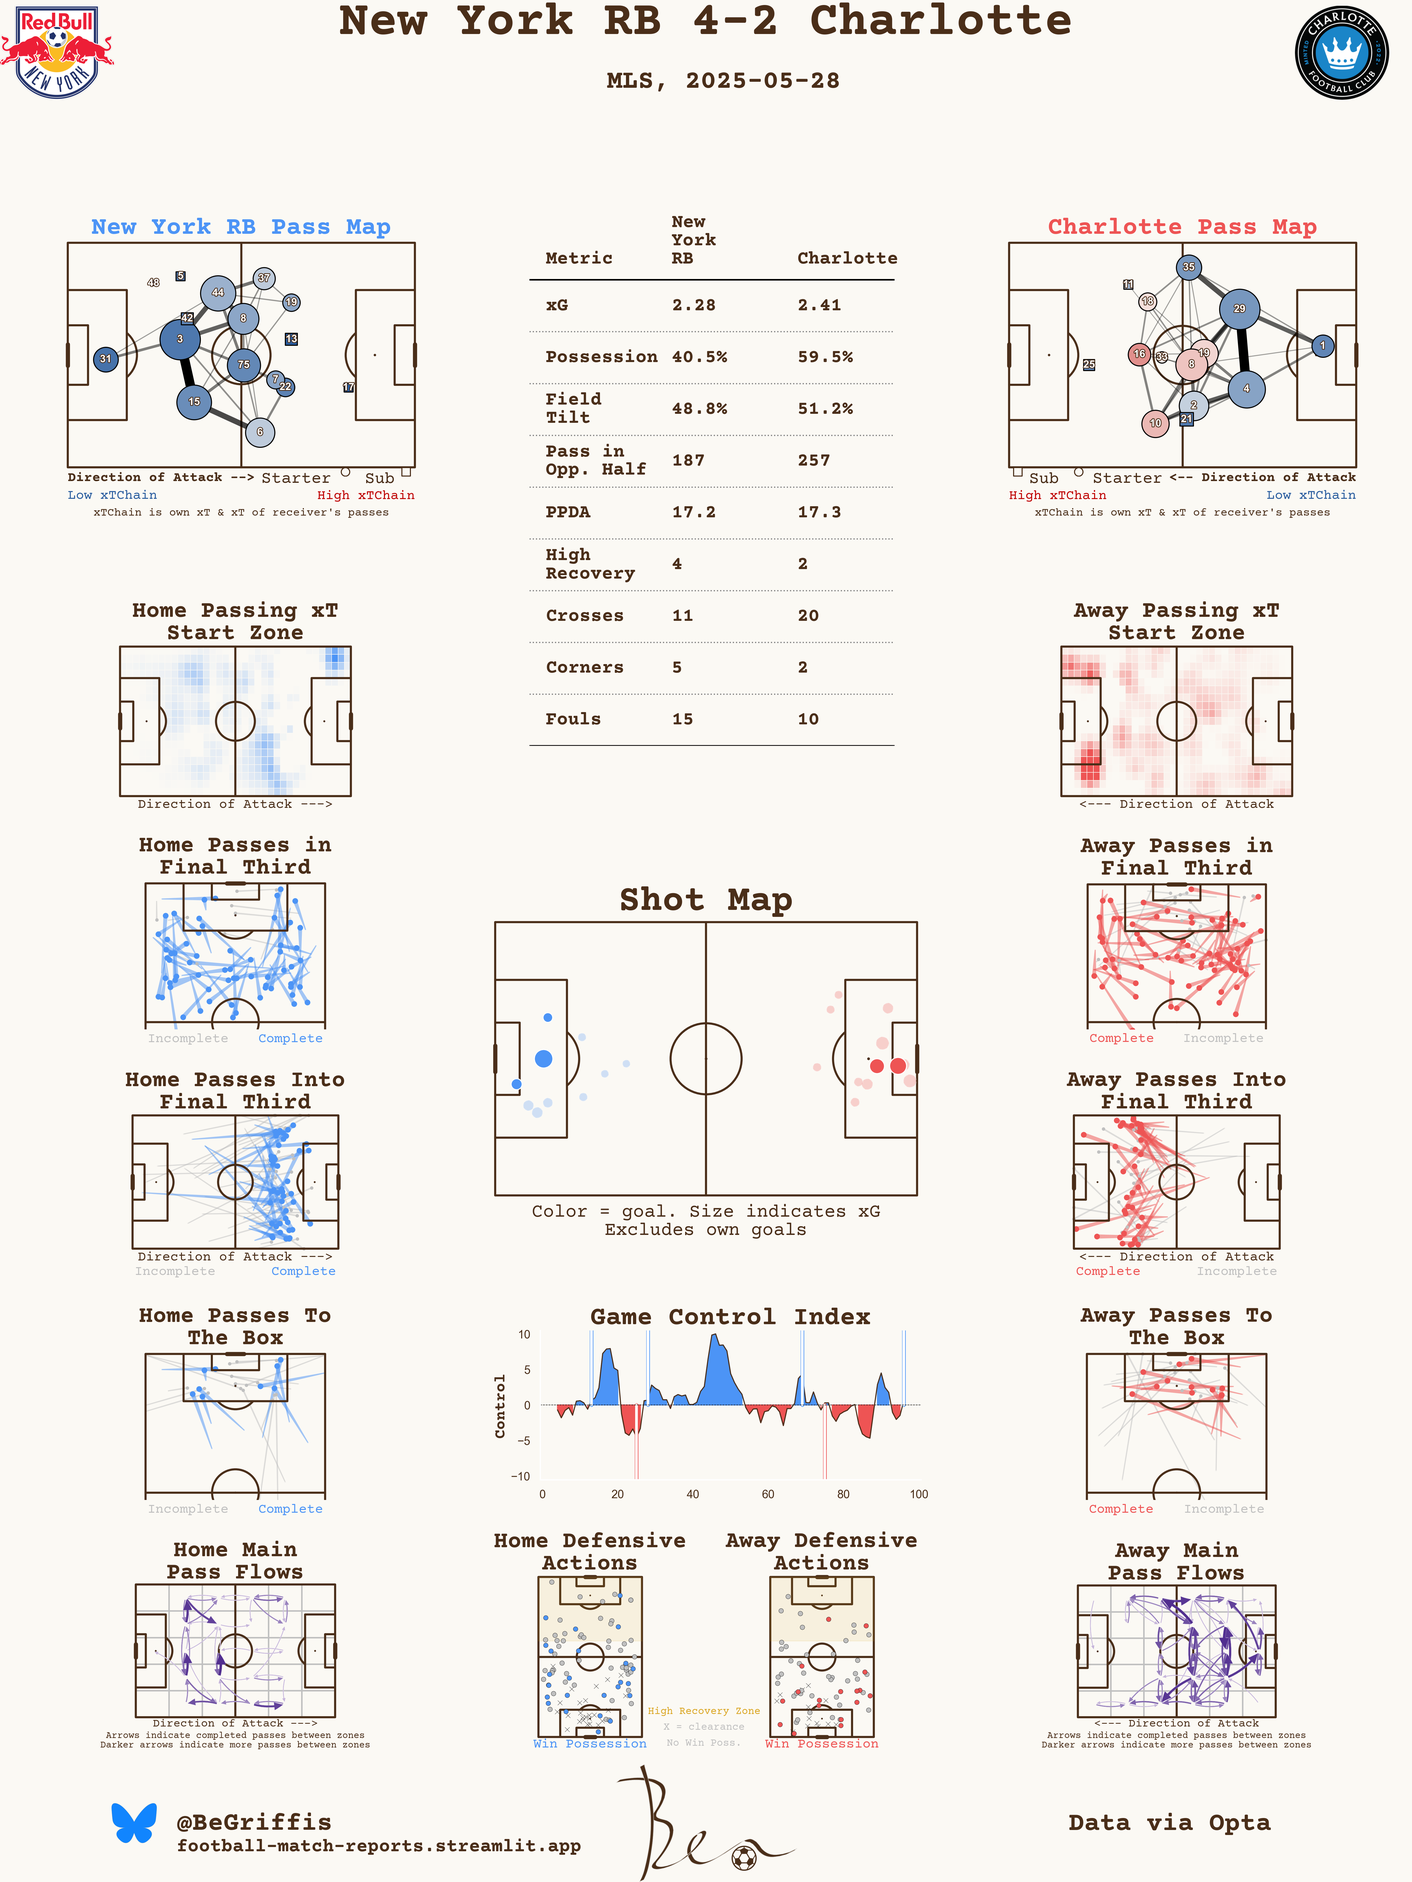 New York RB 4-2 Charlotte
MLS, 2025-05-28
Red Bull
NEW YORK
CHARLOTTE
MINTED
2022
FOOTBALL CLUB
New York RB Pass Map
48
5
37
44
19
42
8
3
13
31
75
7
22
17
15
6
Direction of Attack --> Starter Sub
Low xTChain High xTChain
xTChain is own xT & xT of receiver's passes
Metric New York RB Charlotte
xG 2.28 2.41
Possession 40.5% 59.5%
Field Tilt 48.8% 51.2%
Pass in Opp. Half 187 257
PPDA 17.2 17.3
High Recovery 4 2
Crosses 11 20
Corners 5 2
Fouls 15 10
Charlotte Pass Map
35
11
18
29
16
33
19
1
8
25
4
2
21
10
Sub Starter <-- Direction of Attack
High xTChain Low xTChain
xTChain is own xT & xT of receiver's passes
Home Passing xT
Start Zone
Direction of Attack --->
Away Passing xT
Start Zone
<--- Direction of Attack
Home Passes in
Final Third
Incomplete Complete
Away Passes in
Final Third
Complete Incomplete
Shot Map
Color = goal. Size indicates xG
Excludes own goals
Home Passes Into
Final Third
Direction of Attack --->
Incomplete Complete
Away Passes Into
Final Third
<--- Direction of Attack
Complete Incomplete
Home Passes To
The Box
Incomplete Complete
Game Control Index
Control
10
5
0
−5
−10
0 20 40 60 80 100
Away Passes To
The Box
Complete Incomplete
Home Main
Pass Flows
Direction of Attack --->
Arrows indicate completed passes between zones
Darker arrows indicate more passes between zones
Home Defensive
Actions
Win Possession
Away Defensive
Actions
Win Possession
High Recovery Zone
X = clearance
No Win Poss.
Away Main
Pass Flows
<--- Direction of Attack
Arrows indicate completed passes between zones
Darker arrows indicate more passes between zones
@BeGriffis
football-match-reports.streamlit.app
Ben
Data via Opta